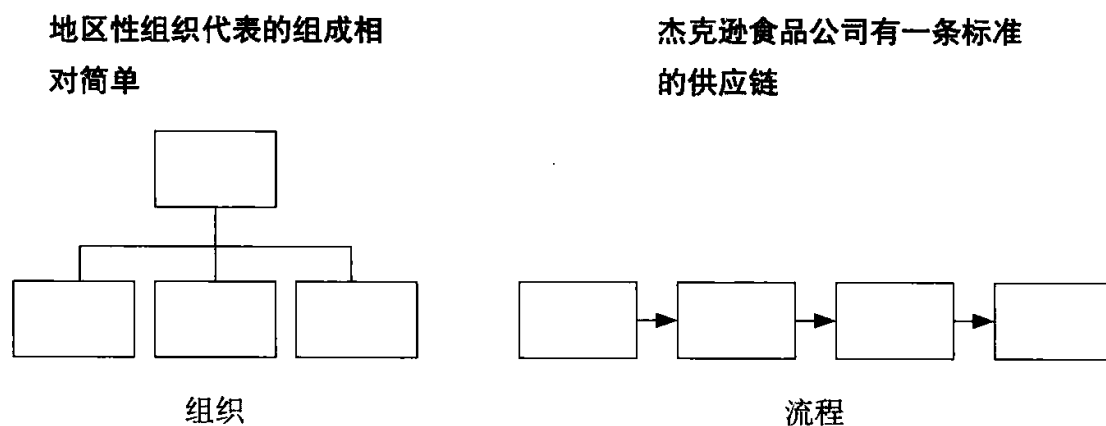 地区性组织代表的组成相
对简单
杰克逊食品公司有一条标准
的供应链
组织
流程